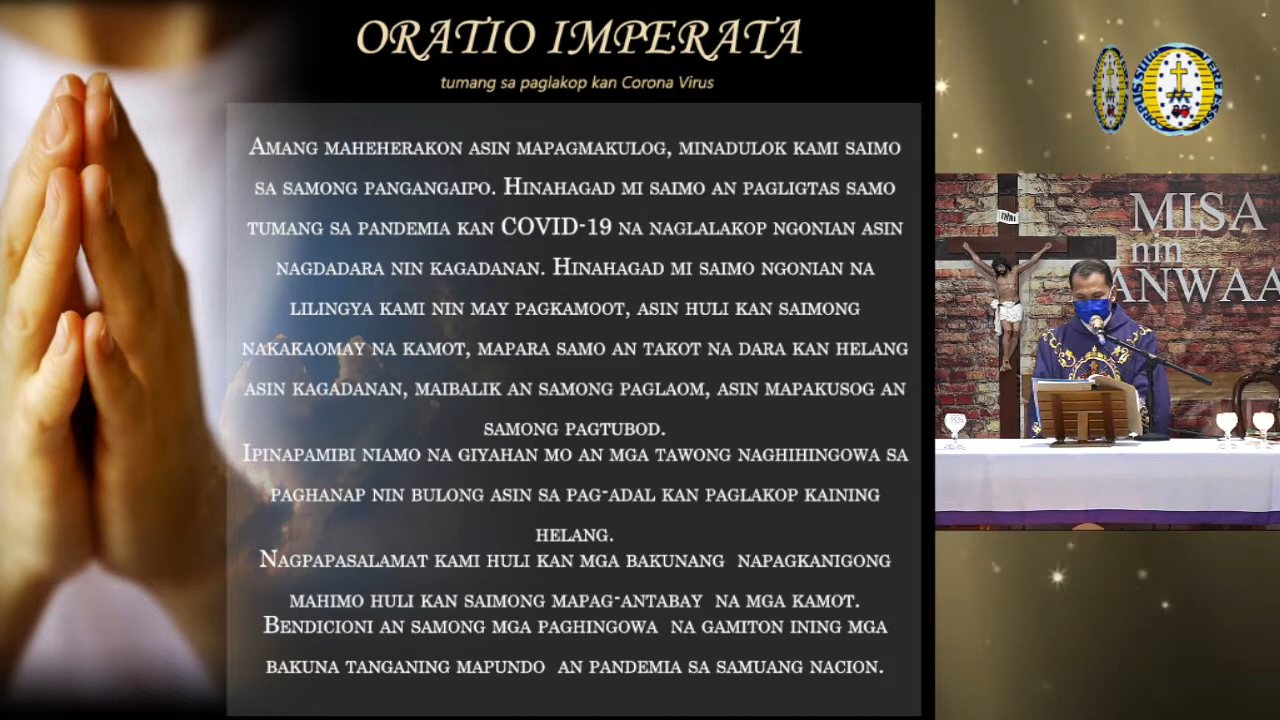 ORATIO IMPERATA
tumang sa paglakop kan Corona Virus
AMANG MAHEHERAKON ASIN MAPAGMAKULOG, MINADULOK KAMI SAIMO
SA SAMONG PANGANGAIPO. HINAHAGAD MI SAIMO AN PAGLIGTAS SAMO
TUMANG SA PANDEMIA KAN COVID-19 NA NAGLALAKOP NGONIAN ASIN
NAGDADARA NIN KAGADANAN. HINAHAGAD MI SAIMO NGONIAN NA
LILINGYA KAMI NIN MAY PAGKAMOOT, ASIN HULI KAN SAIMONG
NAKAKAOMAY NA KAMOT, MAPARA SAMO AN TAKOT NA DARA KAN HELANG
ASIN KAGADANAN, MAIBALIK AN SAMONG PAGLAOM, ASIN MAPAKUSOG AN
SAMONG PAGTUBOD.
IPINAPAMIBI NIAMO NA GIYAHAN MO AN MGA TAWONG NAGHIHINGOWA SA
PAGHANAP NIN BULONG ASIN SA PAG-ADAL KAN PAGLAKOP KAINING
HELANG.
NAGPAPASALAMAT KAMI HULI KAN MGA BAKUNANG NAPAGKANIGONG
MAHIMO HULI KAN SAIMONG MAPAG-ANTABAY NA MGA KAMOT.
BENDICIONI AN SAMONG MGA PAGHINGOWA NA GAMITON INING MGA
BAKUNA TANGANING MAPUNDO AN PANDEMIA SA SAMUANG NACION.
INRI
MISA
nin
ANWAA